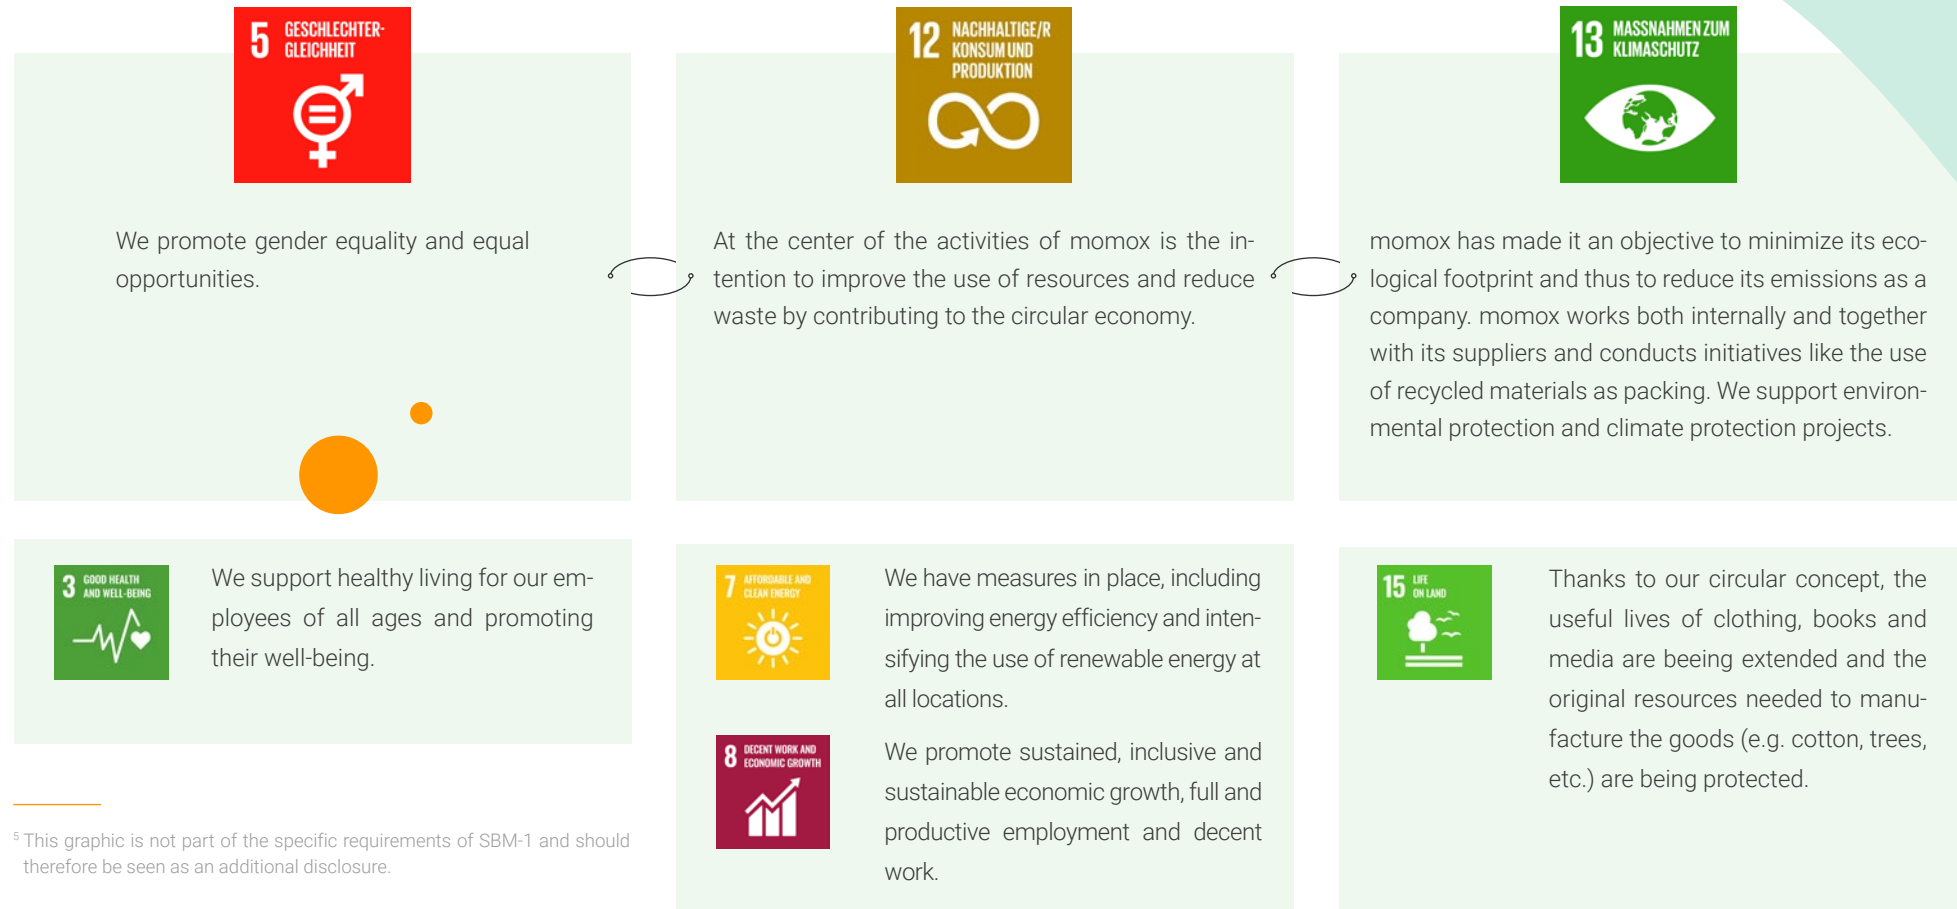 5 GESCHLECHTER-
GLEICHHEIT
We promote gender equality and equal
opportunities.
12 NACHHALTIGE/R
KONSUM UND
PRODUKTION
At the center of the activities of momox is the in-
tention to improve the use of resources and reduce
waste by contributing to the circular economy.
13 MASSNAHMEN ZUM
KLIMASCHUTZ
momox has made it an objective to minimize its eco-
logical footprint and thus to reduce its emissions as a
company. momox works both internally and together
with its suppliers and conducts initiatives like the use
of recycled materials as packing. We support environ-
mental protection and climate protection projects.
3 GOOD HEALTH
AND WELL-BEING
We support healthy living for our em-
ployees of all ages and promoting
their well-being.
7 AFFORDABLE AND
CLEAN ENERGY
We have measures in place, including
improving energy efficiency and inten-
sifying the use of renewable energy at
all locations.
8 DECENT WORK AND
ECONOMIC GROWTH
We promote sustained, inclusive and
sustainable economic growth, full and
productive employment and decent
work.
15 LIFE
ON LAND
Thanks to our circular concept, the
useful lives of clothing, books and
media are beeing extended and the
original resources needed to manu-
facture the goods (e.g. cotton, trees,
etc.) are being protected.
5 This graphic is not part of the specific requirements of SBM-1 and should
therefore be seen as an additional disclosure.